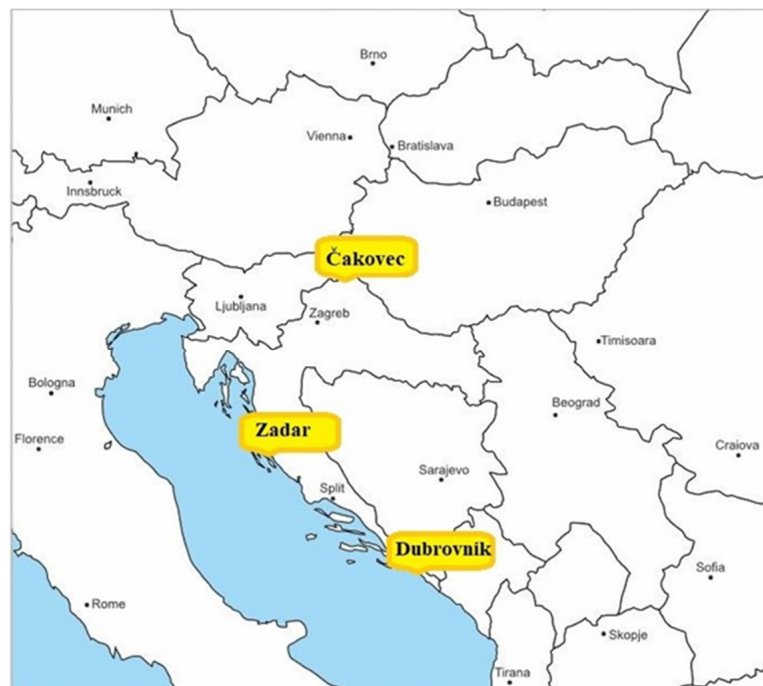 Brno
Munich
Vienna
Bratislava
Innsbruck
Budapest
Čakovec
Ljubljana
Zagreb
Timisoara
Bologna
Beograd
Zadar
Florence
Craiova
Sarajevo
Split
Dubrovnik
Sofia
Rome
Skopje
Tirana